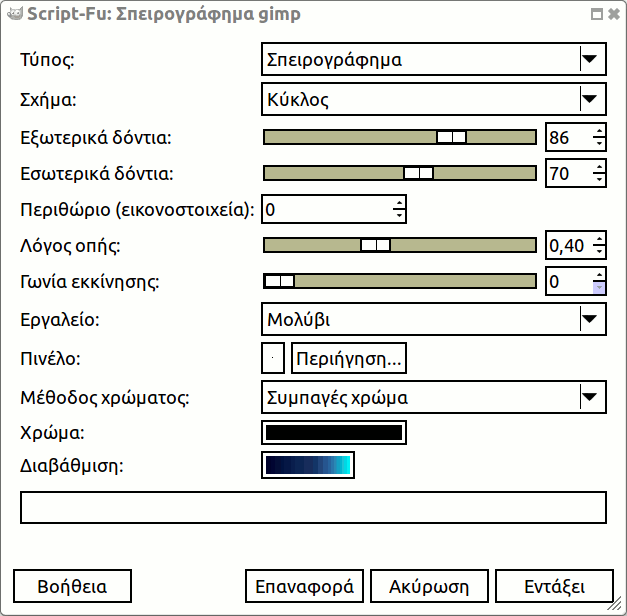 Script-Fu: Σπειρογράφημα gimp
Τύπος: Σπειρογράφημα
Σχήμα: Κύκλος
Εξωτερικά δόντια: 86
Εσωτερικά δόντια: 70
Περιθώριο (εικονοστοιχεία): 0
Λόγος οπής: 0,40
Γωνία εκκίνησης: 0
Εργαλείο: Μολύβι
Πινέλο: Περιήγηση...
Μέθοδος χρώματος: Συμπαγές χρώμα
Χρώμα:
Διαβάθμιση:
Βοήθεια Επαναφορά Ακύρωση Εντάξει